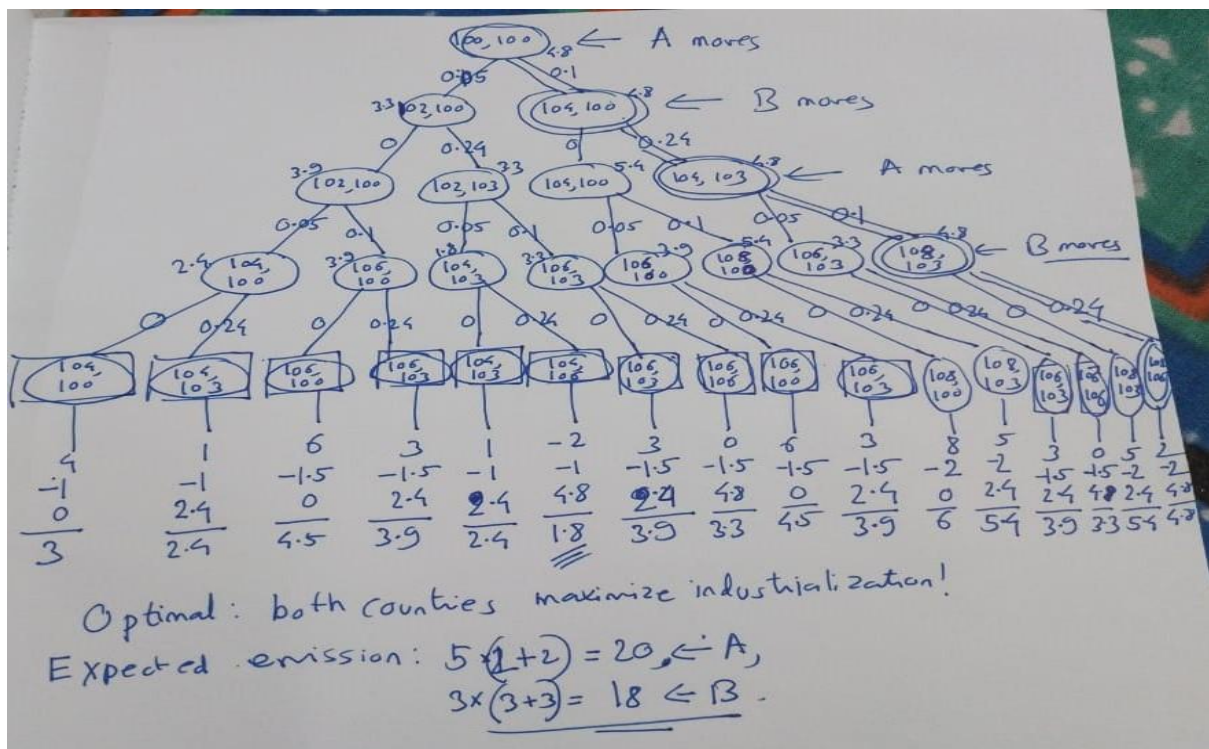 100, 100 4.8 ← A moves
0.05 0.1
3.3 102, 100 104, 100 4.8 ← B moves
0 0.24 0 0.24
3.9 102, 100 102, 103 3.3 104, 100 5.4 104, 103 4.8 ← A moves
0.05 0.1 0.05 0.1 0.05 0.1 0.05 0.1
2.4 104, 100 3.9 106, 100 1.8 104, 103 3.3 106, 103 106, 100 3.9 108, 100 5.4 106, 103 3.3 108, 103 4.8 ← B moves
0 0.24 0 0.24 0 0.24 0 0.24 0 0.24 0 0.24 0 0.24 0 0.24
104, 100 104, 103 106, 100 106, 103 104, 103 104, 106 106, 103 106, 106 106, 100 106, 103 108, 100 108, 103 106, 103 108, 103 108, 106
4 1 6 3 1 -2 3 0 6 3 8 5 3 0 5 2
-1 -1 -1.5 -1.5 -1 -1 -1.5 -1.5 -1.5 -1.5 -2 -2 -1.5 -1.5 -2 -2
0 2.4 0 2.4 2.4 4.8 2.4 4.8 0 2.4 0 2.4 2.4 4.8 2.4 4.8
3 2.4 4.5 3.9 2.4 1.8 3.9 3.3 4.5 3.9 6 5.4 3.9 3.3 5.4 4.8
Optimal: both counties maximize industrialization!
Expected emission: 5*(2+2) = 20, ← A,
3×(3+3) = 18 ← B.